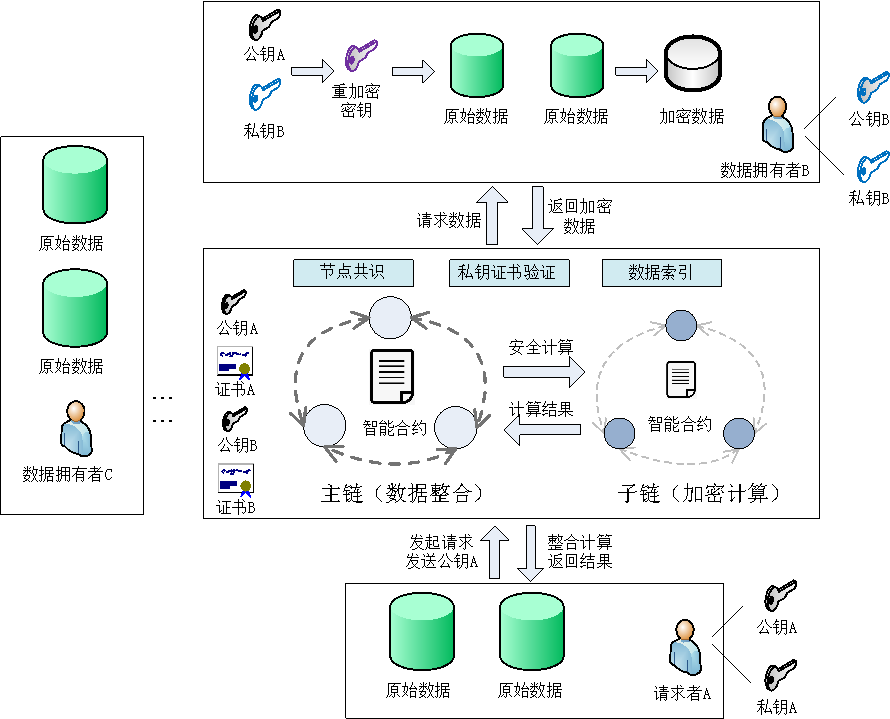 公钥A
私钥B
重加密
密钥
原始数据
原始数据
加密数据
数据拥有者B
公钥B
私钥B
请求数据
返回加密
数据
原始数据
原始数据
数据拥有者C
...
...
节点共识
私钥证书验证
数据索引
公钥A
证书A
公钥B
证书B
智能合约
主链（数据整合）
安全计算
计算结果
智能合约
子链（加密计算）
发起请求
发送公钥A
整合计算
返回结果
原始数据
原始数据
请求者A
公钥A
私钥A